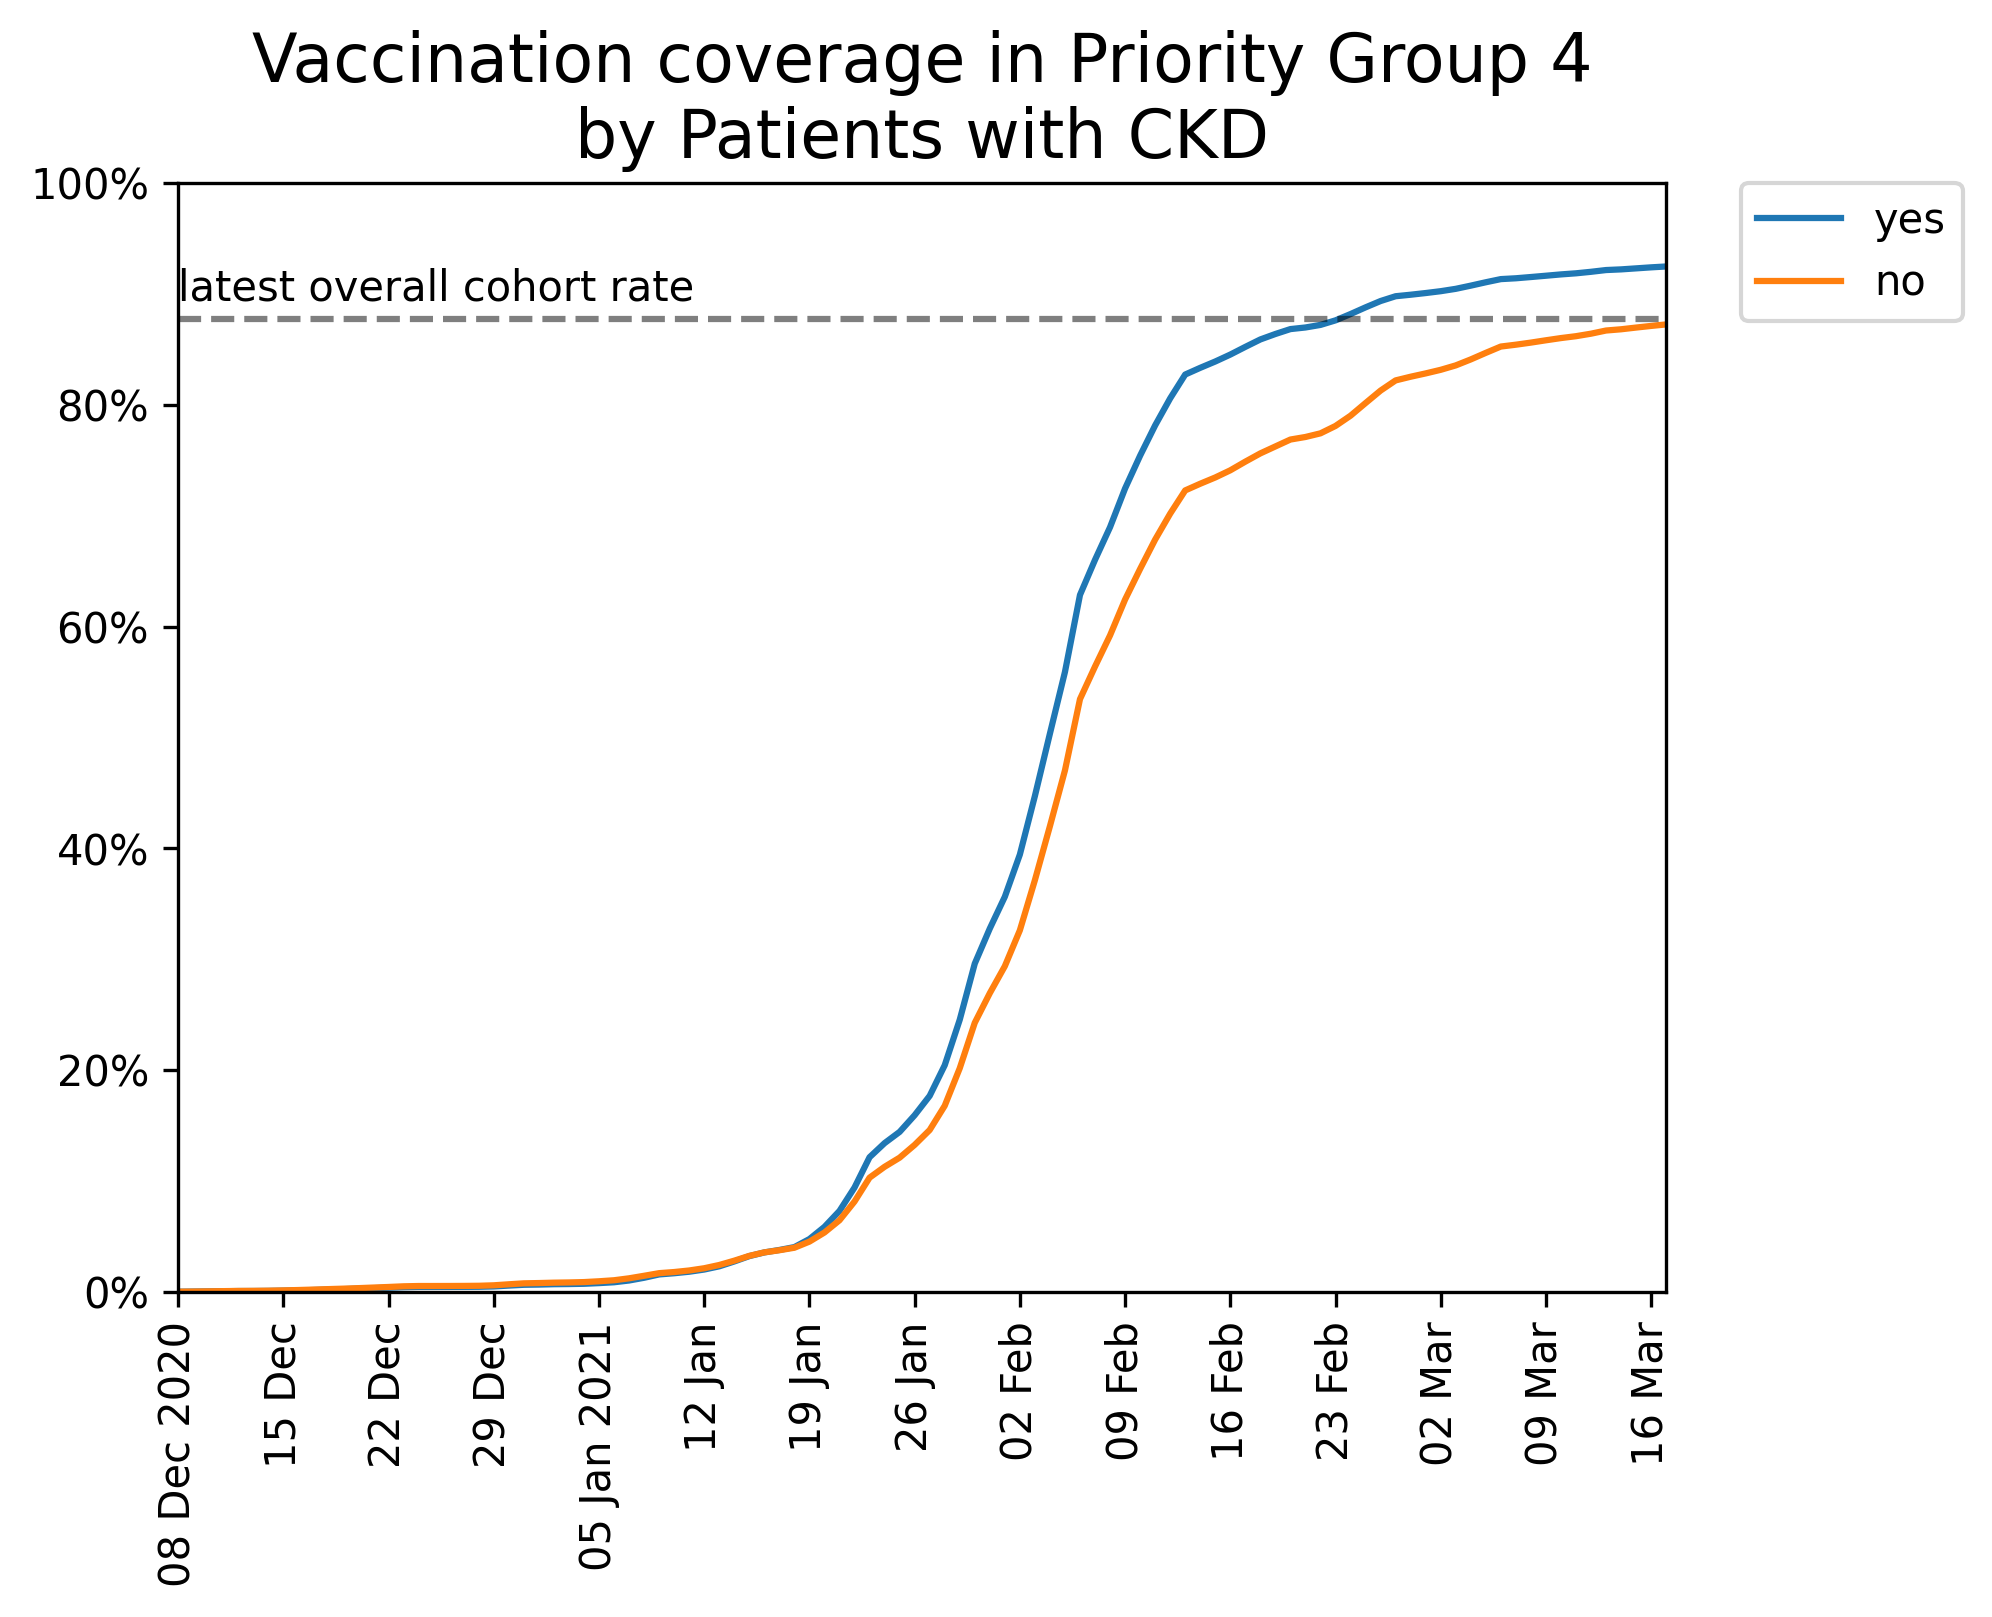 Vaccination coverage in Priority Group 4
by Patients with CKD
100%
80%
60%
40%
20%
0%
latest overall cohort rate
yes
no
08 Dec 2020
15 Dec
22 Dec
29 Dec
05 Jan 2021
12 Jan
19 Jan
26 Jan
02 Feb
09 Feb
16 Feb
23 Feb
02 Mar
09 Mar
16 Mar